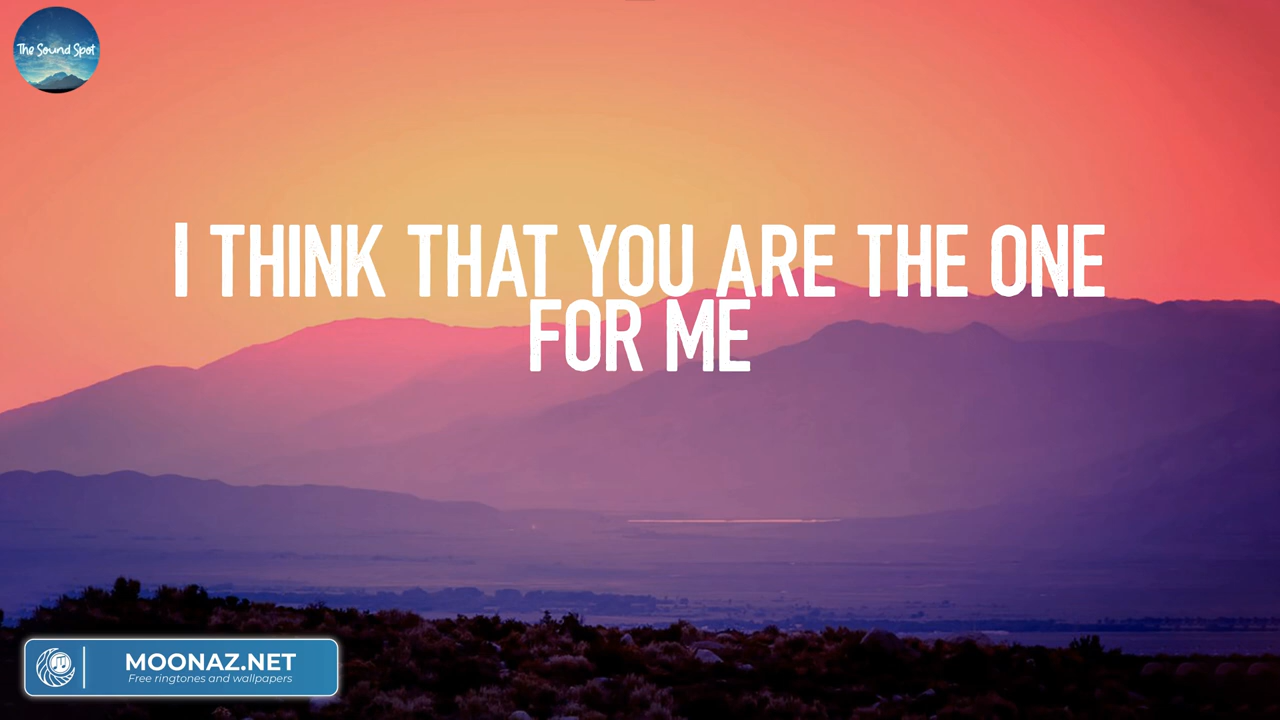 The Sound Spot
I THINK THAT YOU ARE THE ONE
FOR ME
MOONAZ.NET
Free ringtones and wallpapers